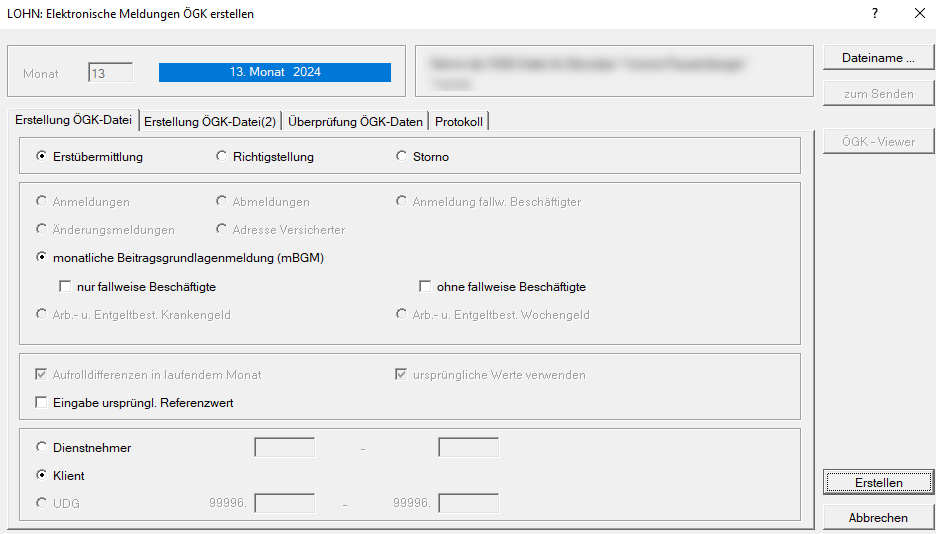 LOHN: Elektronische Meldungen ÖGK erstellen
?
Monat 13 13. Monat 2024
Dateiname ...
zum Senden
ÖGK - Viewer
Erstellung ÖGK-Datei Erstellung ÖGK-Datei(2) Überprüfung ÖGK-Daten Protokoll
Erstübermittlung Richtigstellung Storno
Anmeldungen Abmeldungen Anmeldung fallw. Beschäftigter
Änderungsmeldungen Adresse Versicherter
monatliche Beitragsgrundlagenmeldung (mBGM)
nur fallweise Beschäftigte ohne fallweise Beschäftigte
Arb.- u. Entgeltbest. Krankengeld Arb.- u. Entgeltbest. Wochengeld
Aufrolldifferenzen in laufendem Monat ursprüngliche Werte verwenden
Eingabe ursprüngl. Referenzwert
Dienstnehmer -
Klient
UDG 99996. - 99996.
Erstellen
Abbrechen